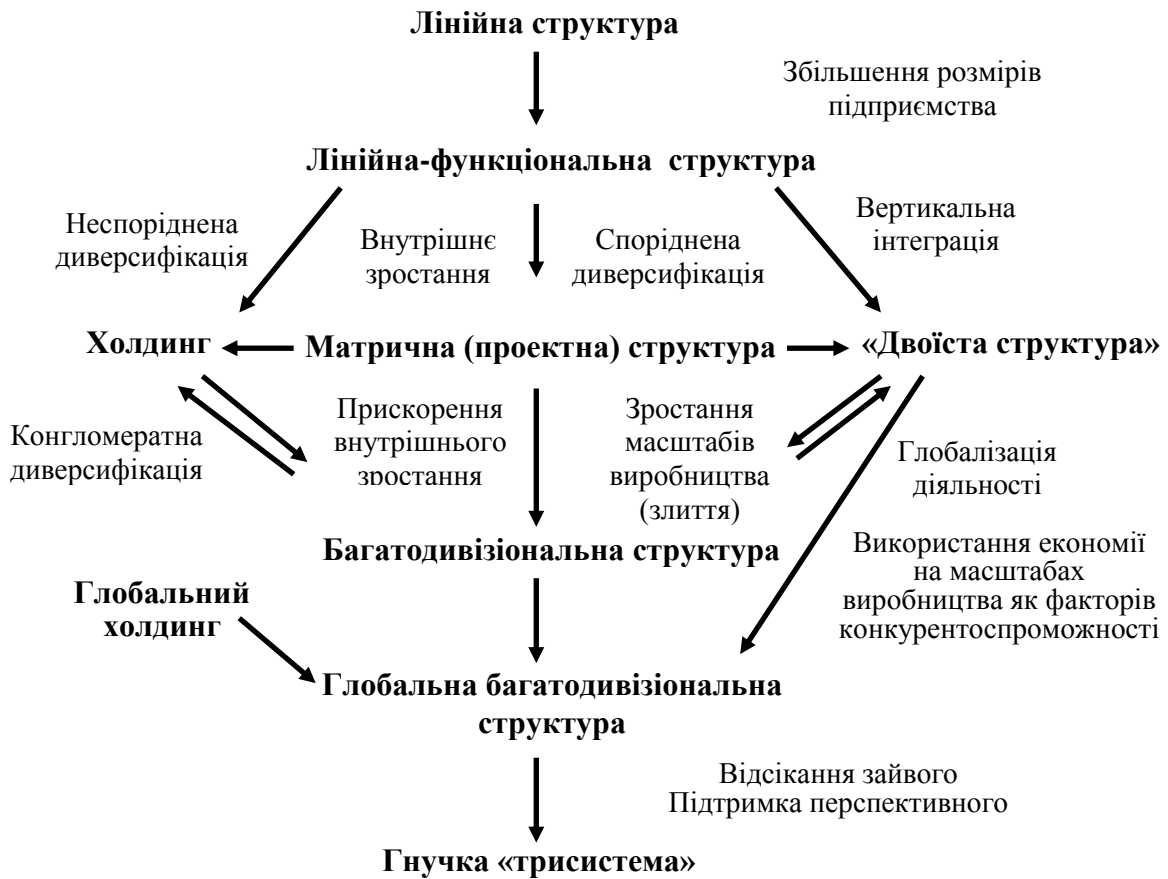 Лінійна структура
Збільшення розмірів
підприємства
Лінійна-функціональна структура
Неспоріднена
диверсифікація
Внутрішнє
зростання
Споріднена
диверсифікація
Вертикальна
інтеграція
Холдинг
Матрична (проектна) структура
«Двоїста структура»
Конгломератна
диверсифікація
Прискорення
внутрішнього
зростання
Зростання
масштабів
виробництва
(злиття)
Глобалізація
діяльності
Багатодивізіональна структура
Використання економії
на масштабах
виробництва як факторів
конкурентоспроможності
Глобальний
холдинг
Глобальна багатодивізіональна
структура
Відсікання зайвого
Підтримка перспективного
Гнучка «трисистема»